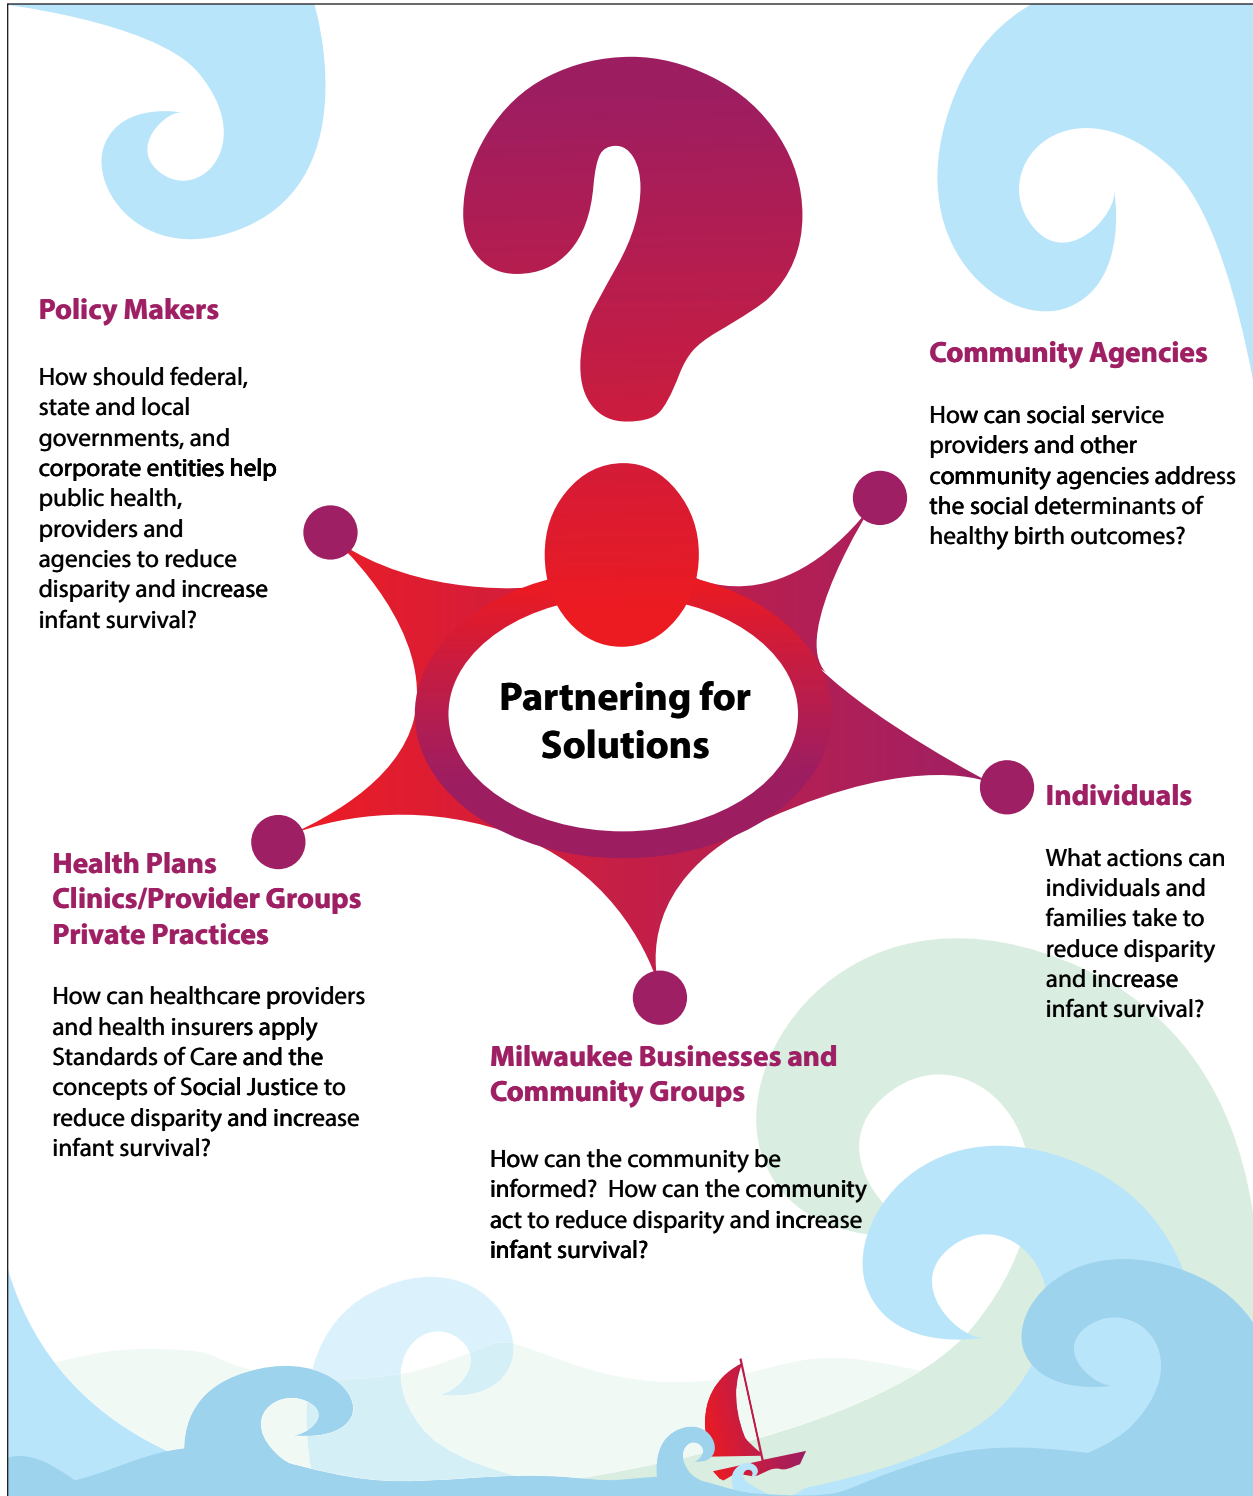 Policy Makers
How should federal,
state and local
governments, and
corporate entities help
public health,
providers and
agencies to reduce
disparity and increase
infant survival?
Community Agencies
How can social service
providers and other
community agencies address
the social determinants of
healthy birth outcomes?
Partnering for
Solutions
Individuals
What actions can
individuals and
families take to
reduce disparity
and increase
infant survival?
Health Plans
Clinics/Provider Groups
Private Practices
How can healthcare providers
and health insurers apply
Standards of Care and the
concepts of Social Justice to
reduce disparity and increase
infant survival?
Milwaukee Businesses and
Community Groups
How can the community be
informed?  How can the community
act to reduce disparity and increase
infant survival?